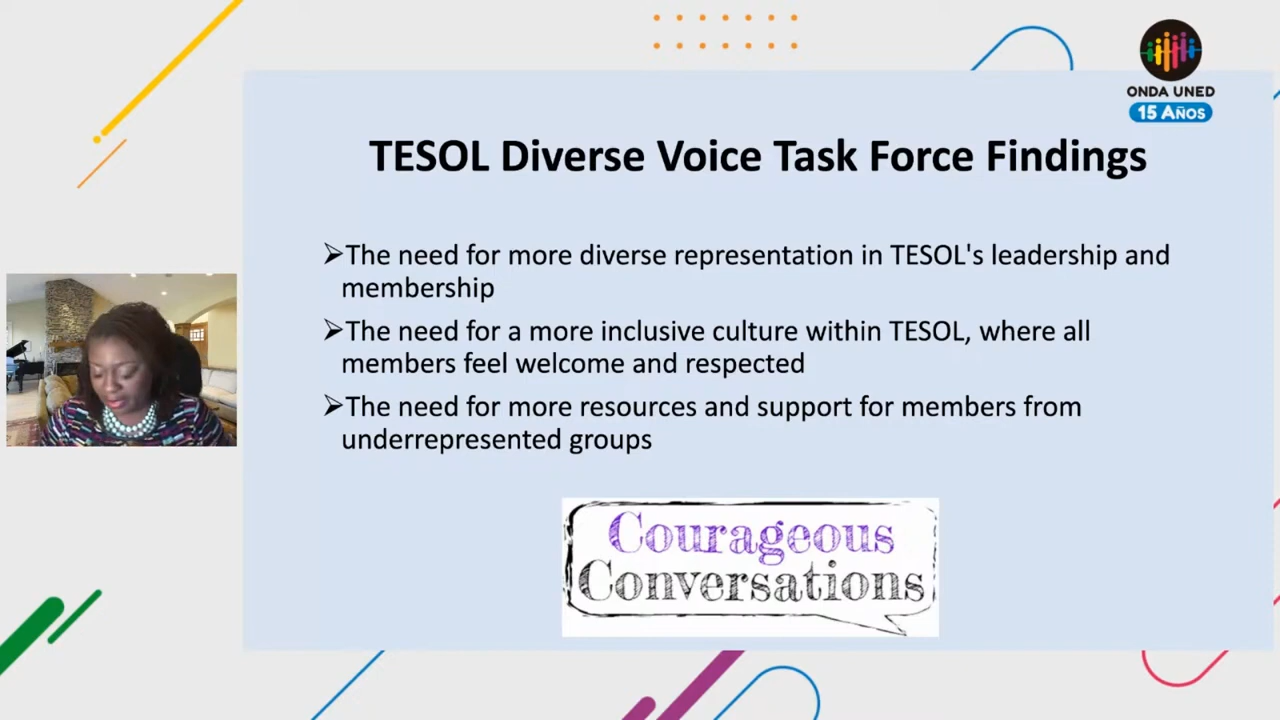 ONDA UNED
15 AÑOS
TESOL Diverse Voice Task Force Findings
➢The need for more diverse representation in TESOL's leadership and
membership
➢The need for a more inclusive culture within TESOL, where all
members feel welcome and respected
➢The need for more resources and support for members from
underrepresented groups
Courageous
Conversations